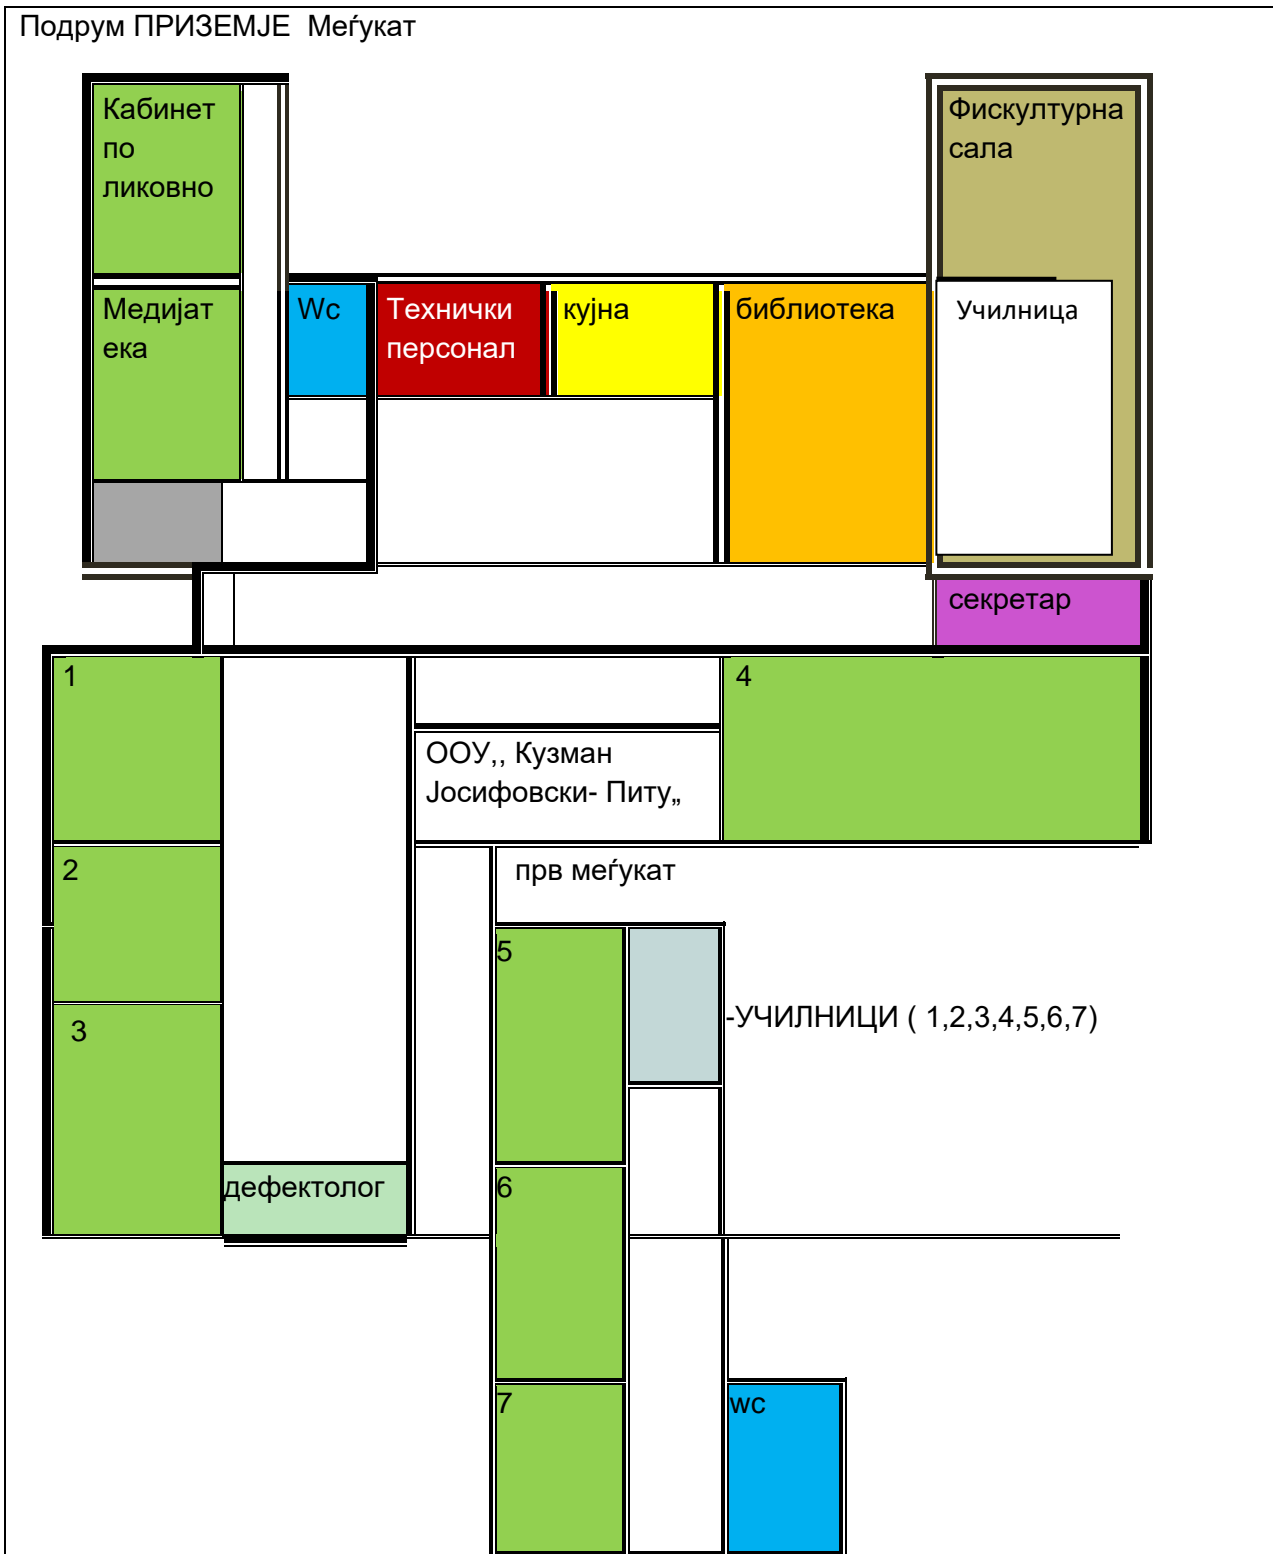 Подрум ПРИЗЕМЈЕ  Меѓукат
Кабинет
по
ликовно
Фискултурна
сала
Медијат
ека
Wc
Технички
персонал
кујна
библиотека
Училница
секретар
1
4
ООУ,, Кузман
Јосифовски- Питу„
2
прв меѓукат
5
3
-УЧИЛНИЦИ ( 1,2,3,4,5,6,7)
дефектолог
6
7
wc